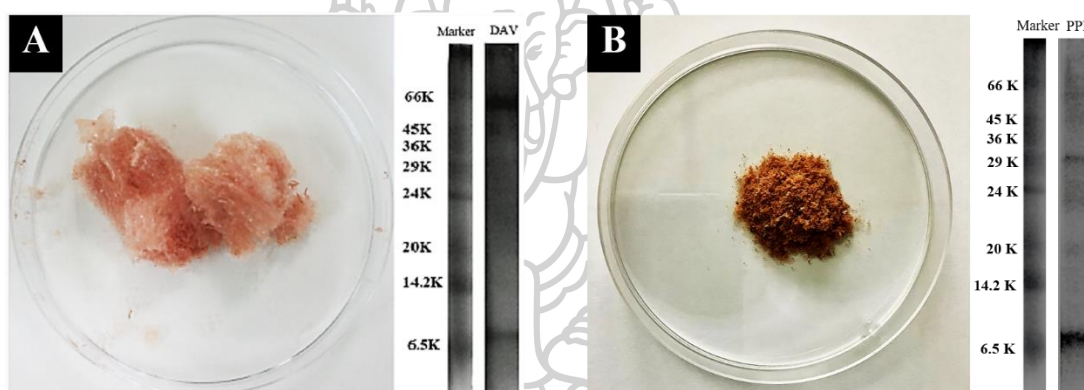 A
Marker DAV
66K
45K
36K
29K
24K
20K
14.2K
6.5K
B
Marker
66 K
45 K
36 K
29 K
24 K
20 K
14.2 K
6.5 K